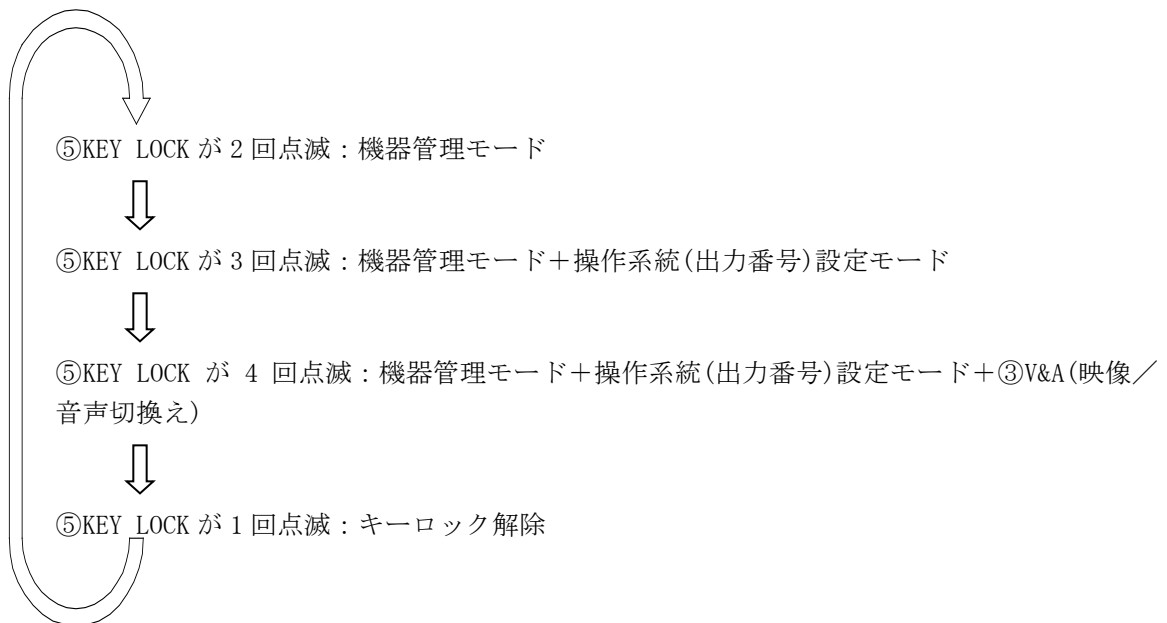 ⑤KEY LOCK が 2 回点滅：機器管理モード
⑤KEY LOCK が 3 回点滅：機器管理モード＋操作系統(出力番号)設定モード
⑤KEY LOCK が 4 回点滅：機器管理モード＋操作系統(出力番号)設定モード＋③V&A(映像／
音声切換え)
⑤KEY LOCK が 1 回点滅：キーロック解除